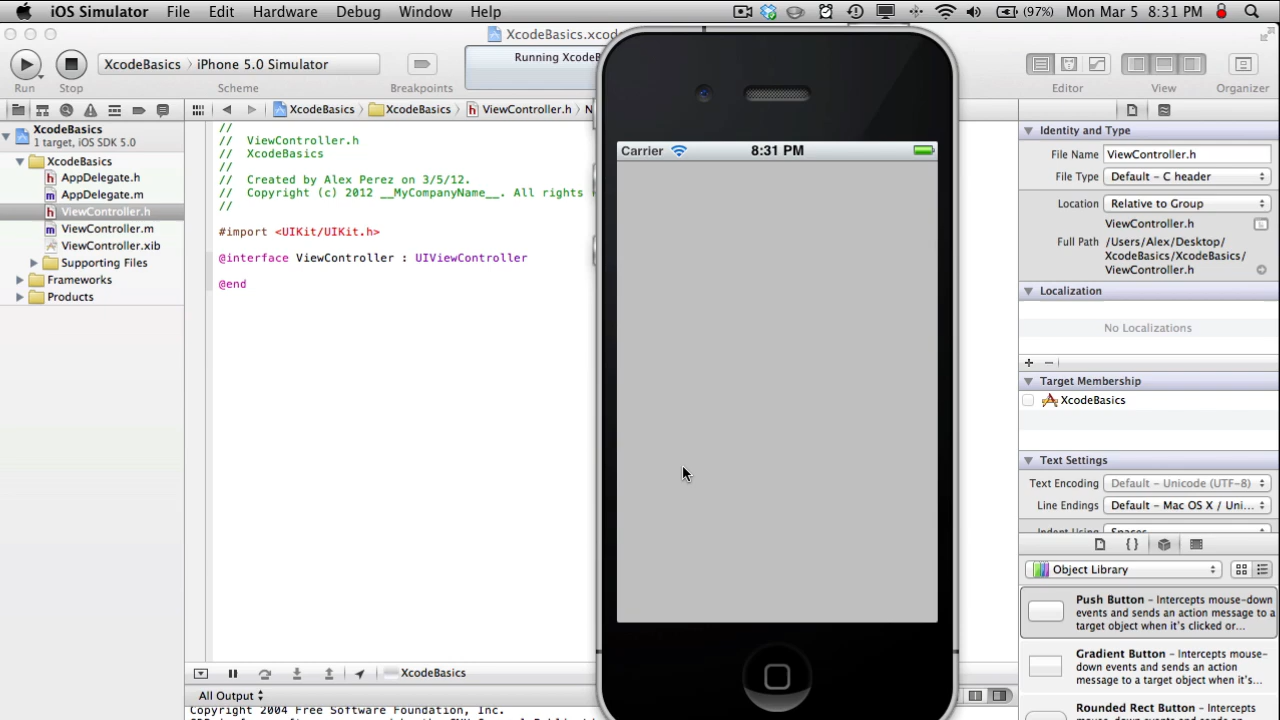 iOS Simulator File Edit Hardware Debug Window Help (97%) Mon Mar 5 8:31 PM
XcodeBasics.xcod
XcodeBasics iPhone 5.0 Simulator
Running XcodeB
Run Stop Scheme Breakpoints Editor View Organizer
XcodeBasics
1 target, iOS SDK 5.0
XcodeBasics
AppDelegate.h
AppDelegate.m
ViewController.h
ViewController.m
ViewController.xib
Supporting Files
Frameworks
Products
XcodeBasics XcodeBasics ViewController.h N
//
// ViewController.h
// XcodeBasics
//
// Created by Alex Perez on 3/5/12.
// Copyright (c) 2012 __MyCompanyName__. All rights
//
#import <UIKit/UIKit.h>
@interface ViewController : UIViewController
@end
XcodeBasics
All Output
Copyright 2004 Free Software Foundation, Inc.
Carrier 8:31 PM
Identity and Type
File Name ViewController.h
File Type Default - C header
Location Relative to Group
ViewController.h
Full Path /Users/Alex/Desktop/
XcodeBasics/XcodeBasics/
ViewController.h
Localization
No Localizations
+ −
Target Membership
XcodeBasics
Text Settings
Text Encoding Default - Unicode (UTF-8)
Line Endings Default - Mac OS X / Uni...
Indent Using Spaces
{ }
Object Library
Push Button - Intercepts mouse-down
events and sends an action message to a
target object when it's clicked or...
Gradient Button - Intercepts mouse-
down events and sends an action
message to a target object when it's...
Rounded Rect Button - Intercepts